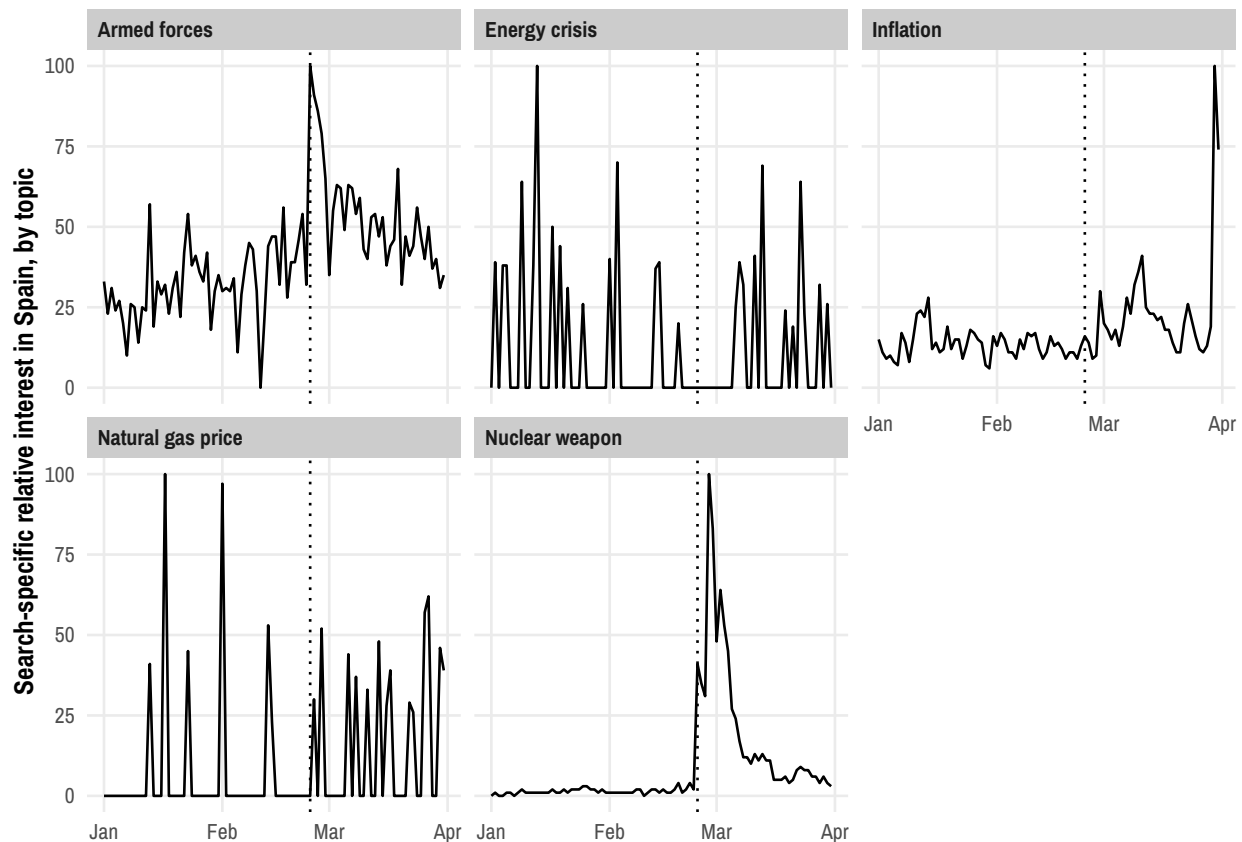 Armed forces
Energy crisis
Inflation
Search-specific relative interest in Spain, by topic
100
75
50
25
0
Jan
Feb
Mar
Apr
Natural gas price
Nuclear weapon
100
75
50
25
0
Jan
Feb
Mar
Apr
Jan
Feb
Mar
Apr